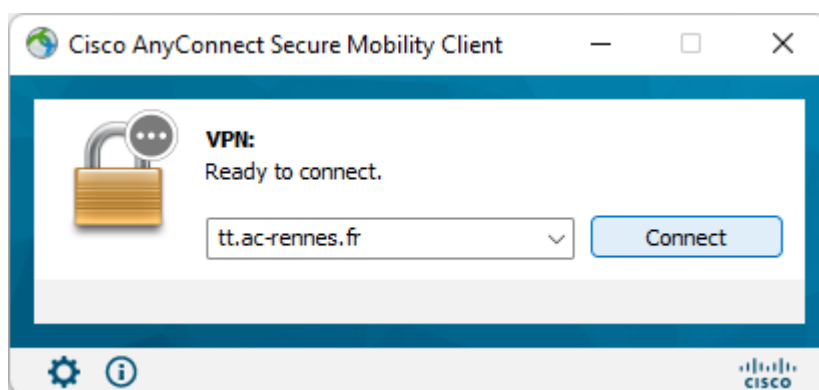 Cisco AnyConnect Secure Mobility Client
VPN:
Ready to connect.
tt.ac-rennes.fr
Connect
CISCO